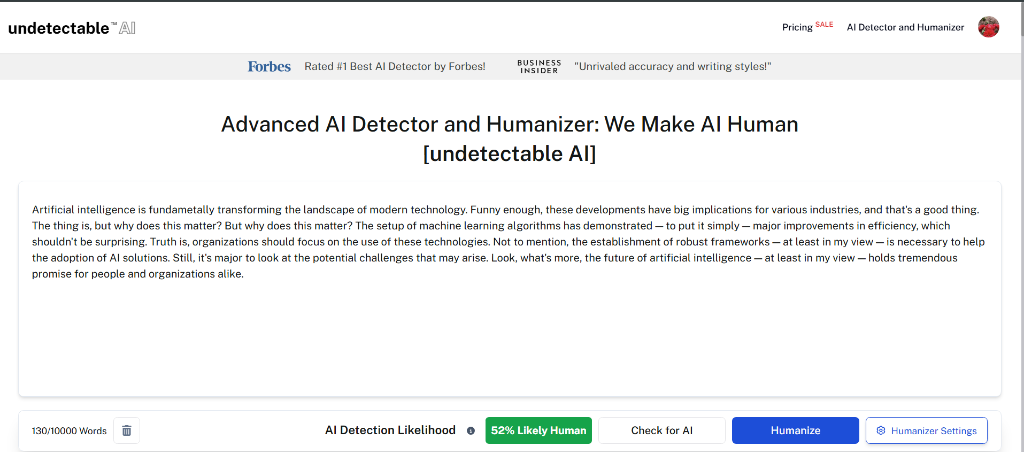 undetectable™AI
Pricing SALE AI Detector and Humanizer
Forbes Rated #1 Best AI Detector by Forbes! BUSINESS INSIDER "Unrivaled accuracy and writing styles!"
Advanced AI Detector and Humanizer: We Make AI Human
[undetectable AI]
Artificial intelligence is fundametally transforming the landscape of modern technology. Funny enough, these developments have big implications for various industries, and that's a good thing.
The thing is, but why does this matter? But why does this matter? The setup of machine learning algorithms has demonstrated — to put it simply — major improvements in efficiency, which
shouldn't be surprising. Truth is, organizations should focus on the use of these technologies. Not to mention, the establishment of robust frameworks — at least in my view — is necessary to help
the adoption of AI solutions. Still, it's major to look at the potential challenges that may arise. Look, what's more, the future of artificial intelligence — at least in my view — holds tremendous
promise for people and organizations alike.
130/10000 Words AI Detection Likelihood 52% Likely Human Check for AI Humanize Humanizer Settings